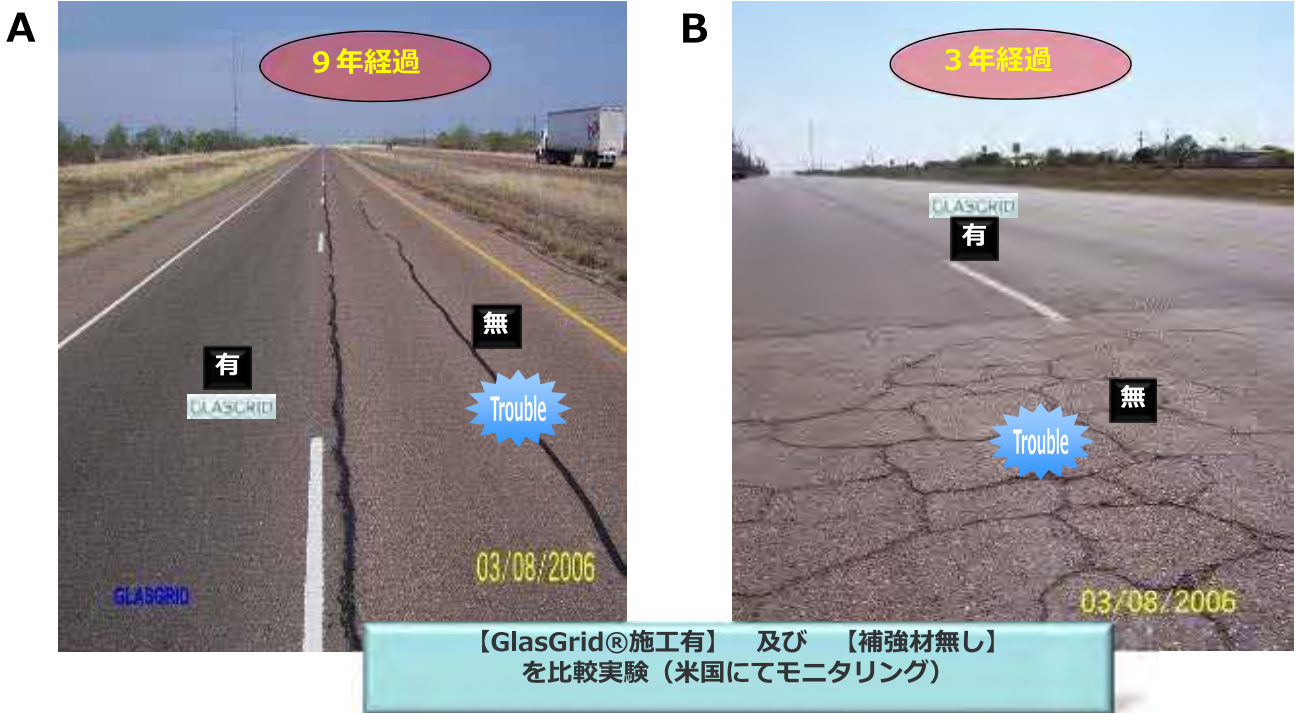 A
９年経過
無
有
GLASGRID
Trouble
03/08/2006
GLASGRID
B
３年経過
GLASGRID
有
無
Trouble
03/08/2006
【GlasGrid®施工有】　及び　【補強材無し】
を比較実験（米国にてモニタリング）